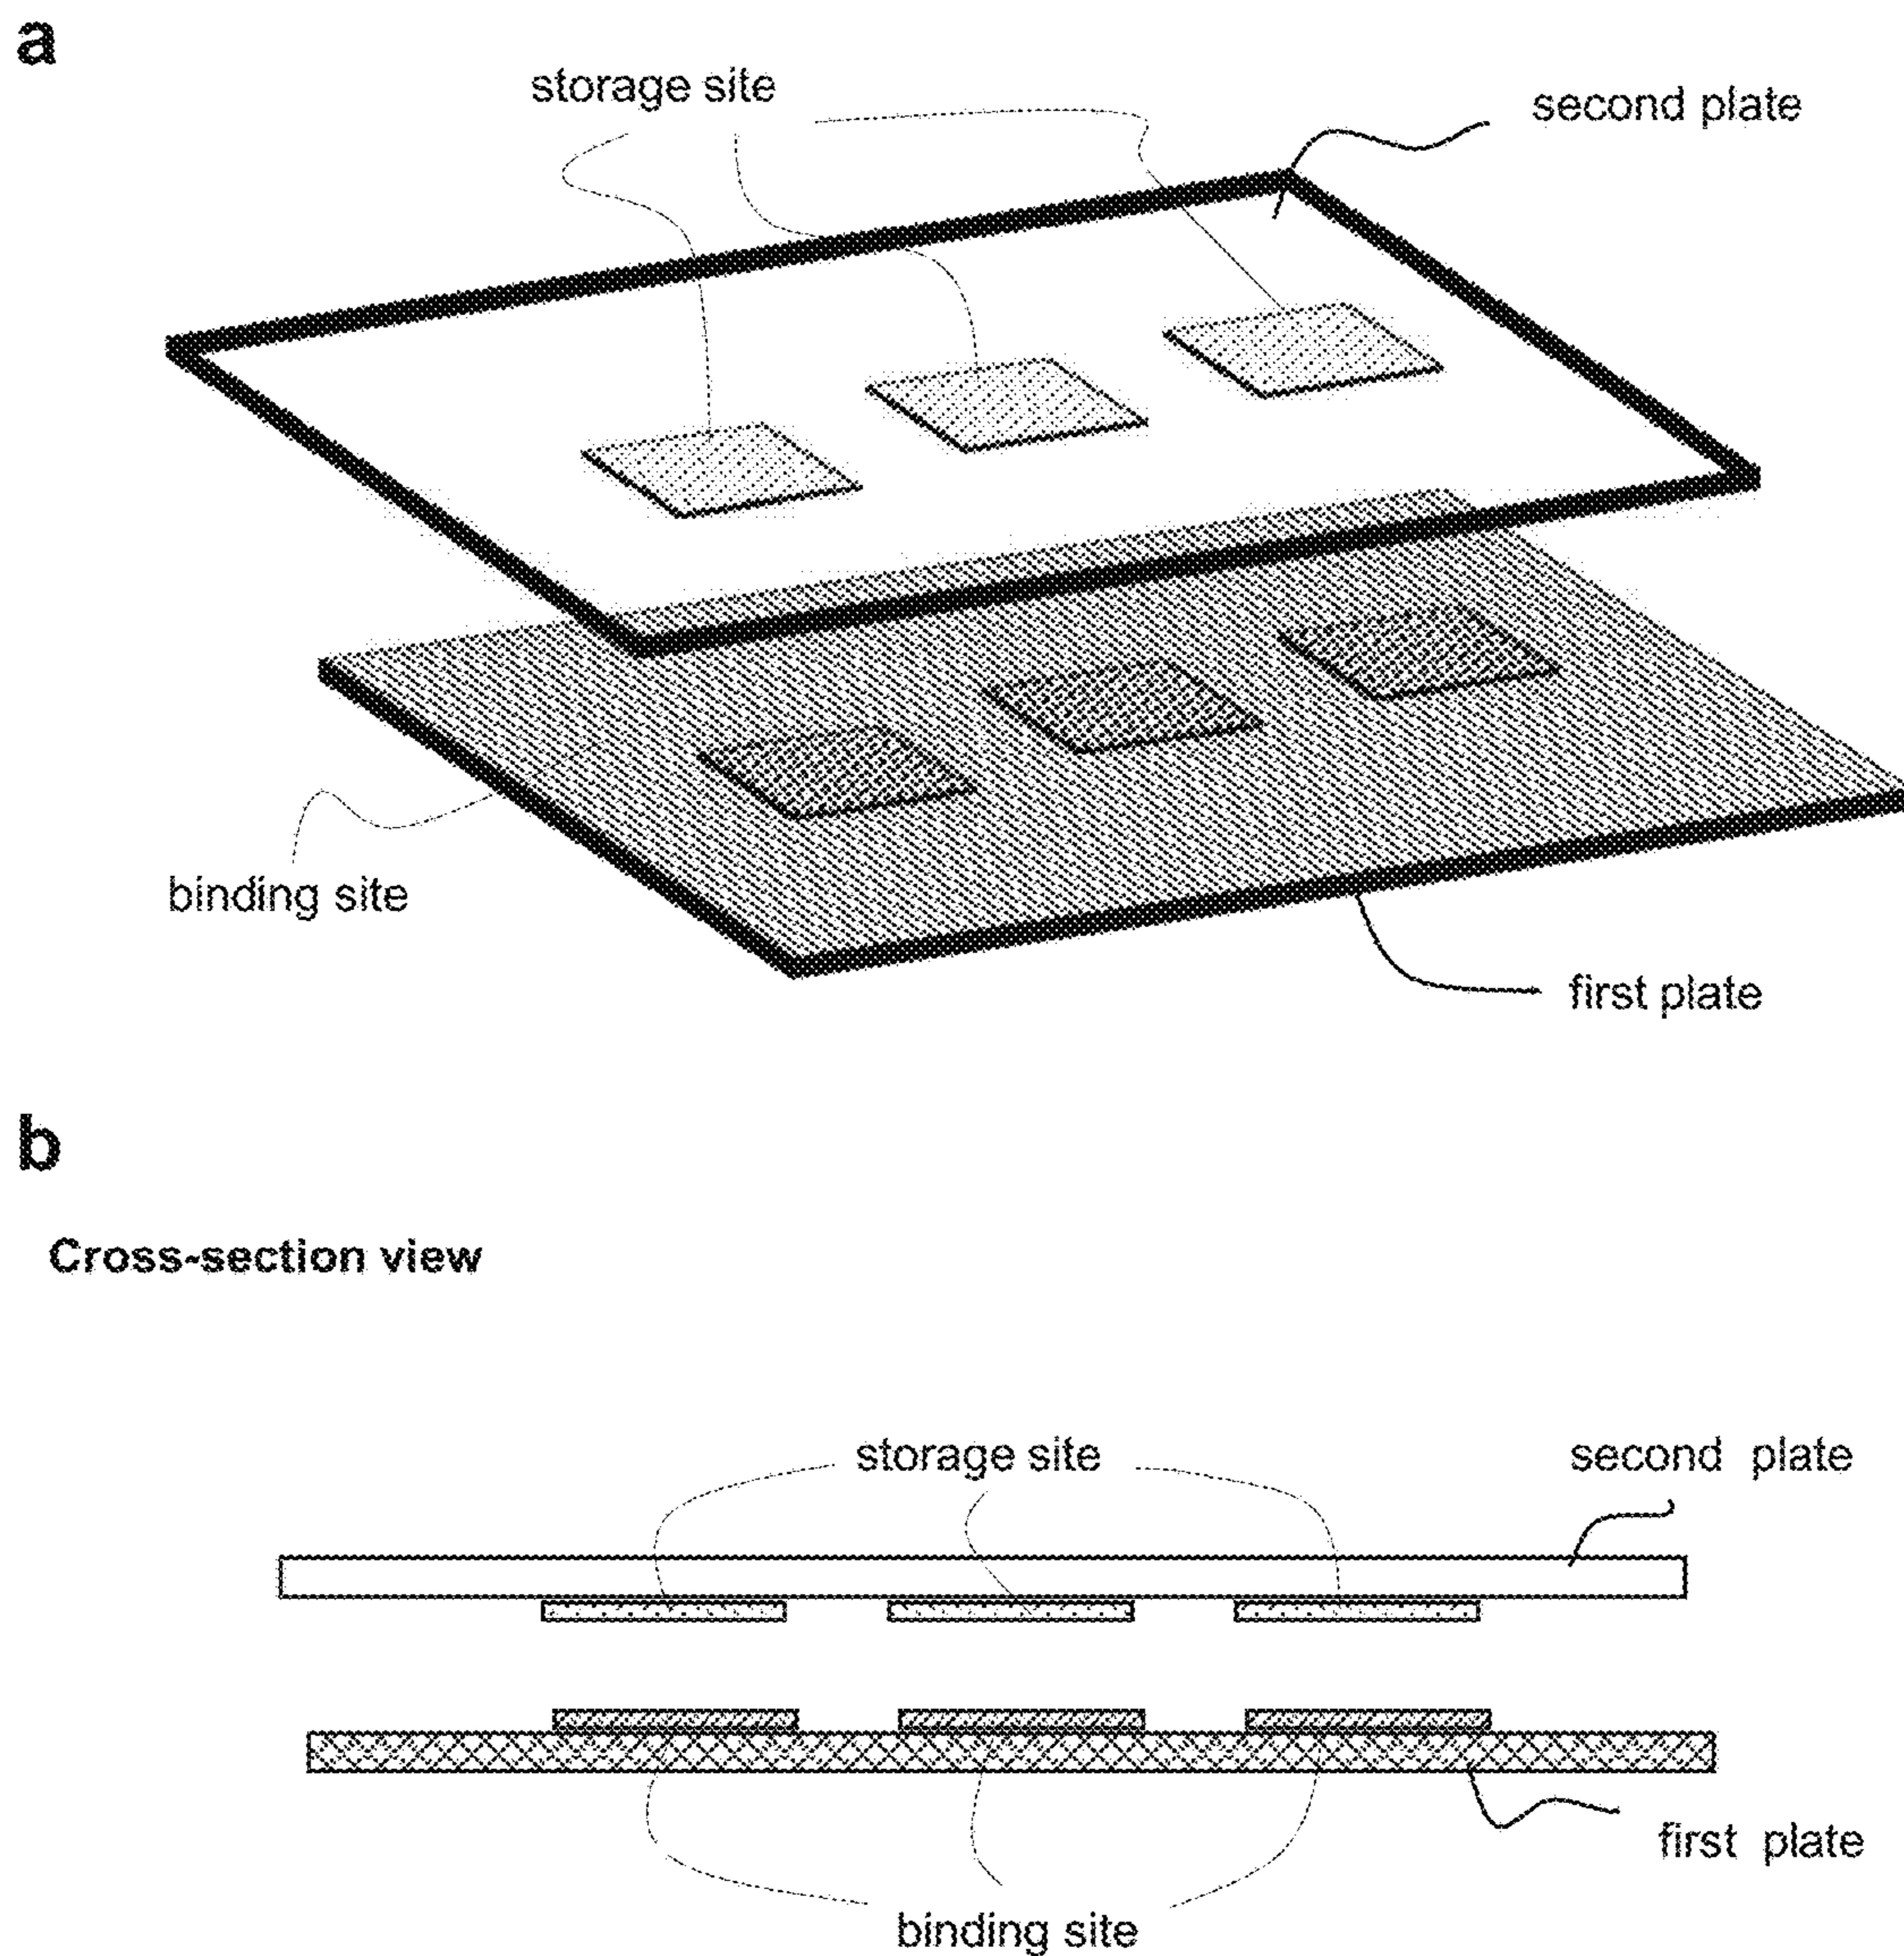 a
storage site
second plate
binding site
first plate
b
Cross-section view
storage site
second plate
first plate
binding site